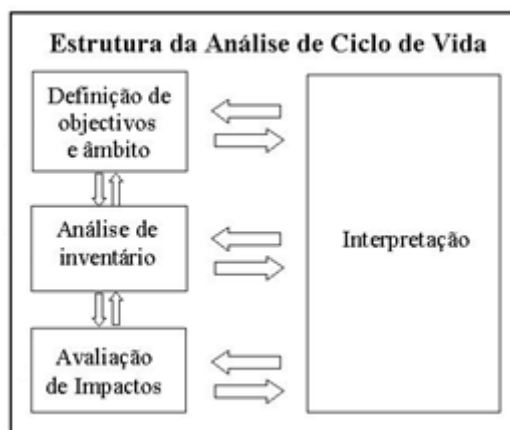 Estrutura da Análise de Ciclo de Vida
Definição de
objectivos
e âmbito
Análise de
inventário
Interpretação
Avaliação
de Impactos